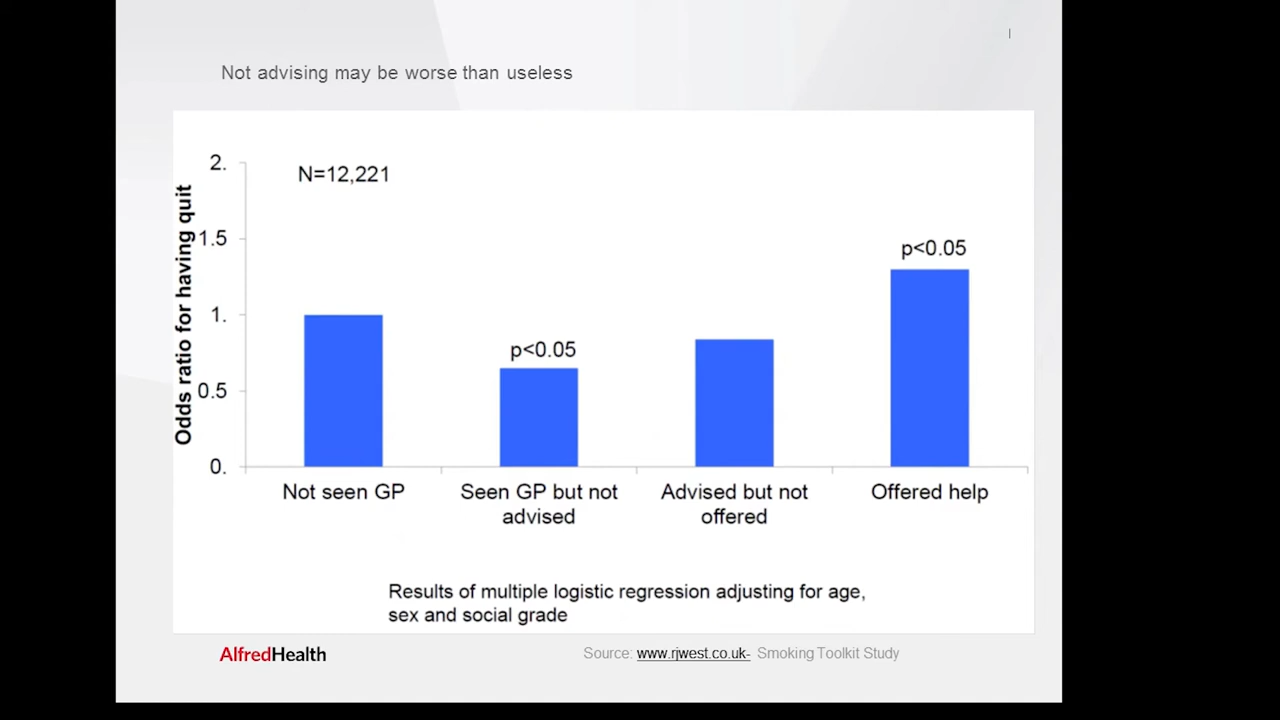 Not advising may be worse than useless
N=12,221
Odds ratio for having quit
2.
1.5
1.
0.5
0.
p<0.05
p<0.05
Not seen GP
Seen GP but not
advised
Advised but not
offered
Offered help
Results of multiple logistic regression adjusting for age,
sex and social grade
AlfredHealth
Source: www.rjwest.co.uk- Smoking Toolkit Study